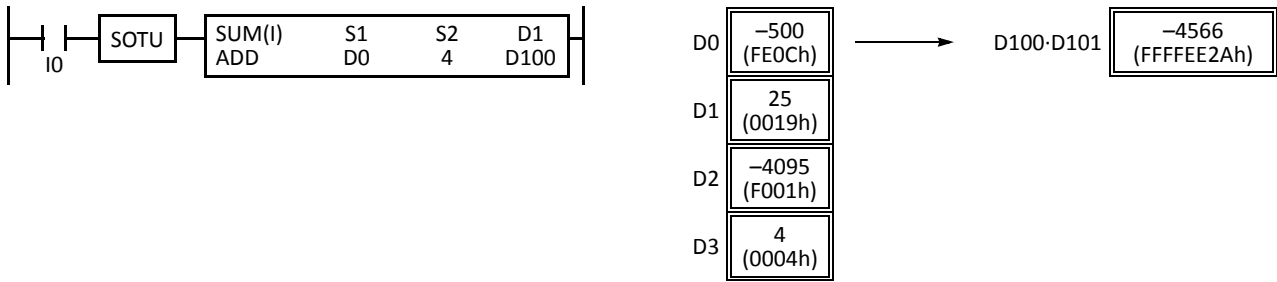 I0
SOTU
SUM(I) S1 S2 D1
ADD D0 4 D100
D0 –500
(FE0Ch)
D1 25
(0019h)
D2 –4095
(F001h)
D3 4
(0004h)
D100·D101 –4566
(FFFFEE2Ah)